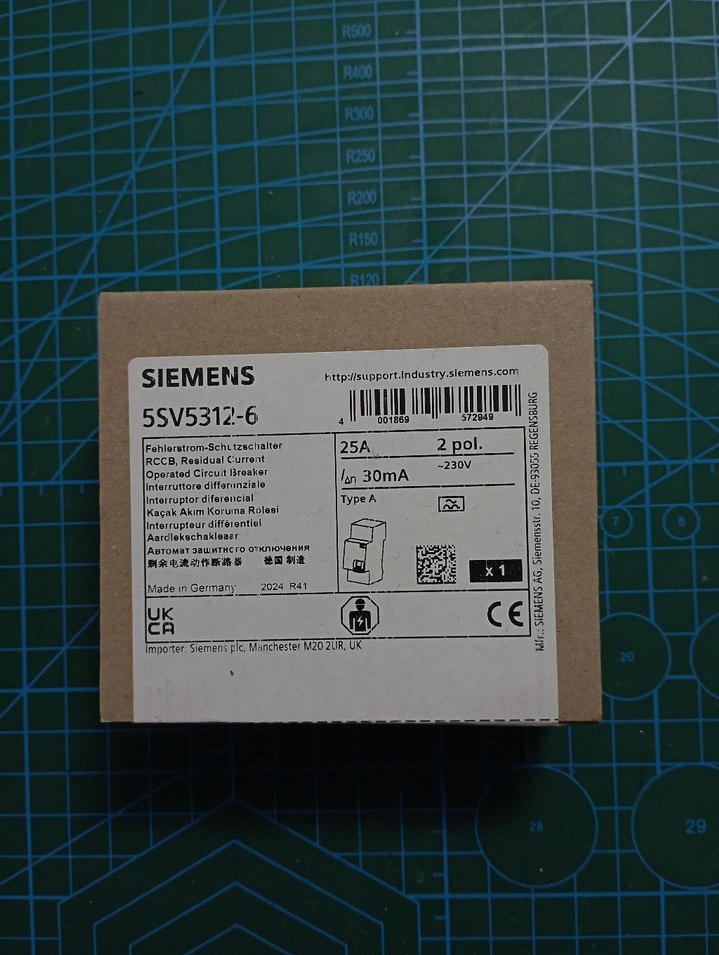 R500
R400
R300
R250
R200
R150
R120
SIEMENS
http://support.industry.siemens.com
5SV5312-6
4 001869 572949
Fehlerstrom-Schutzschalter
RCCB, Residual Current
Operated Circuit Breaker
Interruttore differenziale
Interruptor diferencial
Kaçak Akım Koruma Rölesi
Interrupteur différentiel
Aardlekschakelaar
Автомат защитного отключения
剩余电流动作断路器 德国制造
Made in Germany 2024 R41
25A 2 pol.
~230V
IΔn 30mA
Type A
x 1
UK
CA
CE
Importer: Siemens plc, Manchester M20 2UR, UK
Mfr.: SIEMENS AG, Siemensstr. 10, DE-93055 REGENSBURG
7
8
20
28
29